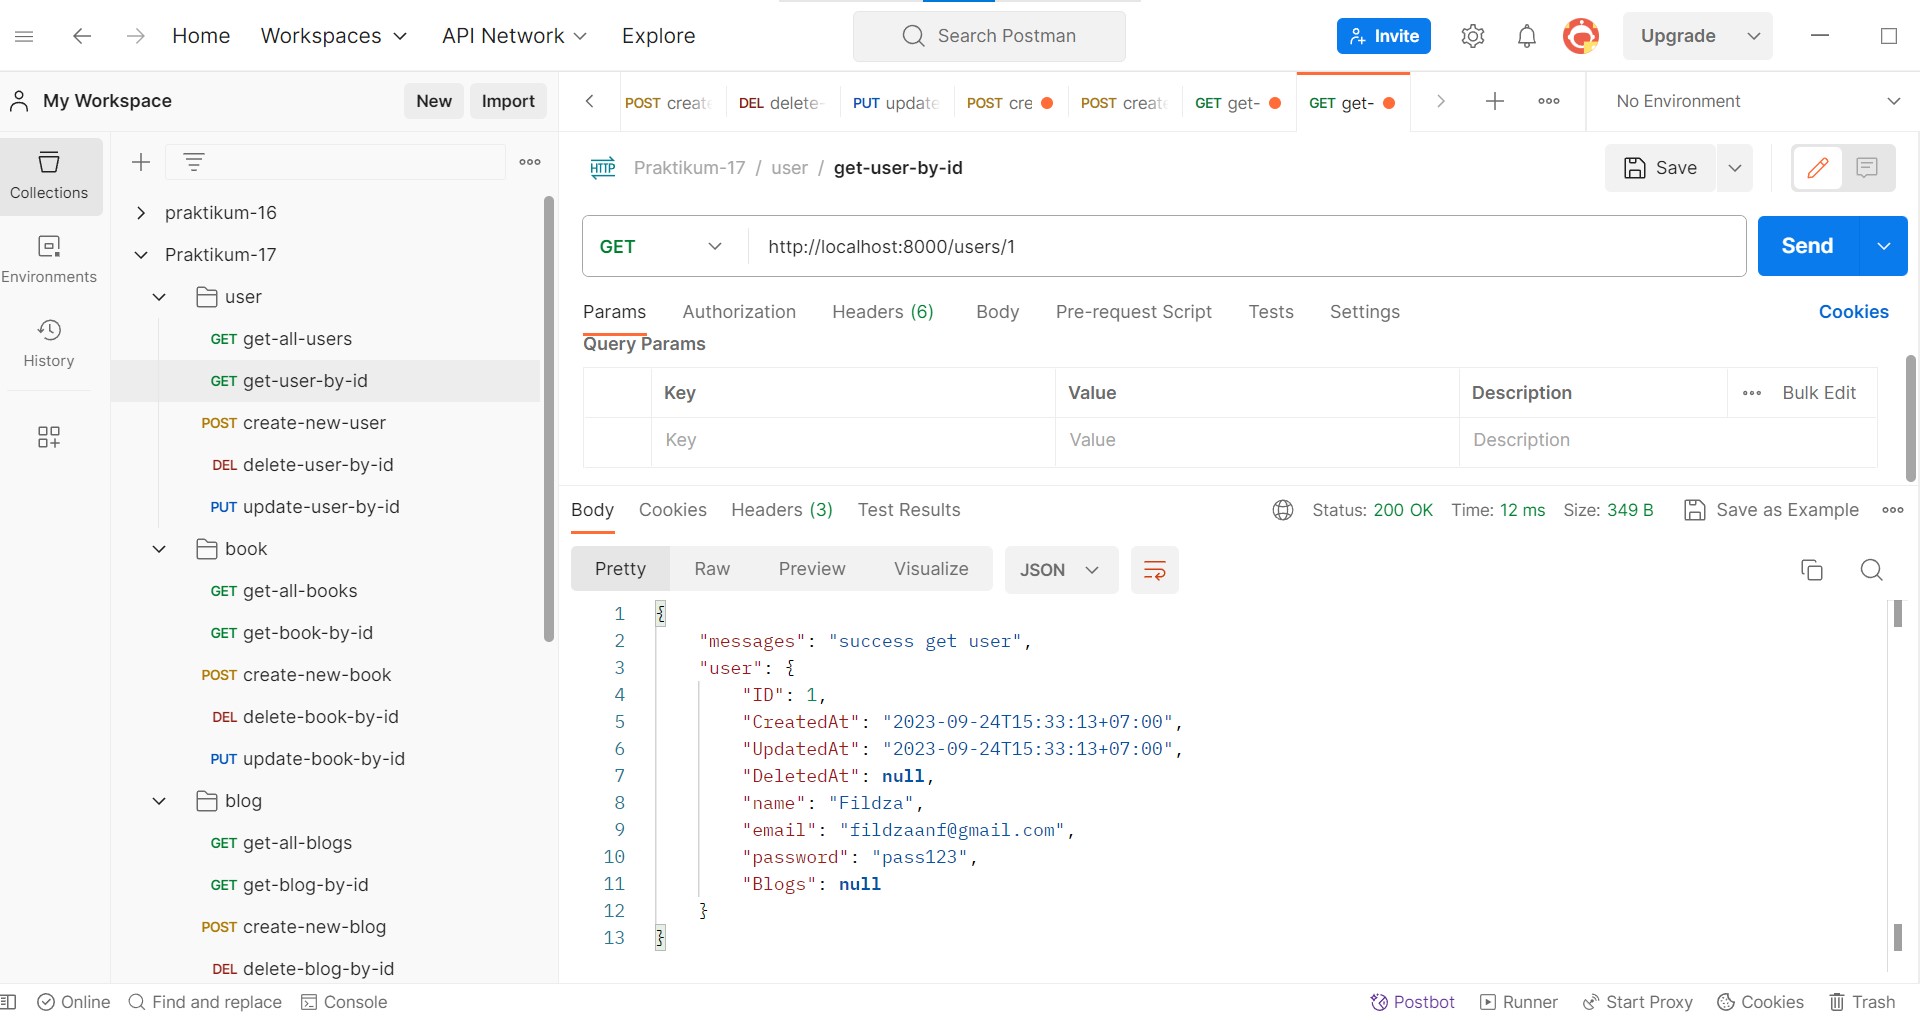 Home Workspaces API Network Explore Search Postman Invite Upgrade
My Workspace New Import POST create DEL delete- PUT update POST cre POST create GET get- GET get- No Environment
Collections
Environments
History
praktikum-16
Praktikum-17
user
GET get-all-users
GET get-user-by-id
POST create-new-user
DEL delete-user-by-id
PUT update-user-by-id
book
GET get-all-books
GET get-book-by-id
POST create-new-book
DEL delete-book-by-id
PUT update-book-by-id
blog
GET get-all-blogs
GET get-blog-by-id
POST create-new-blog
DEL delete-blog-by-id
HTTP Praktikum-17 / user / get-user-by-id Save
GET http://localhost:8000/users/1 Send
Params Authorization Headers (6) Body Pre-request Script Tests Settings Cookies
Query Params
Key Value Description Bulk Edit
Key Value Description
Body Cookies Headers (3) Test Results Status: 200 OK Time: 12 ms Size: 349 B Save as Example
Pretty Raw Preview Visualize JSON
1 {
2 "messages": "success get user",
3 "user": {
4 "ID": 1,
5 "CreatedAt": "2023-09-24T15:33:13+07:00",
6 "UpdatedAt": "2023-09-24T15:33:13+07:00",
7 "DeletedAt": null,
8 "name": "Fildza",
9 "email": "fildzaanf@gmail.com",
10 "password": "pass123",
11 "Blogs": null
12 }
13 }
Online Find and replace Console Postbot Runner Start Proxy Cookies Trash